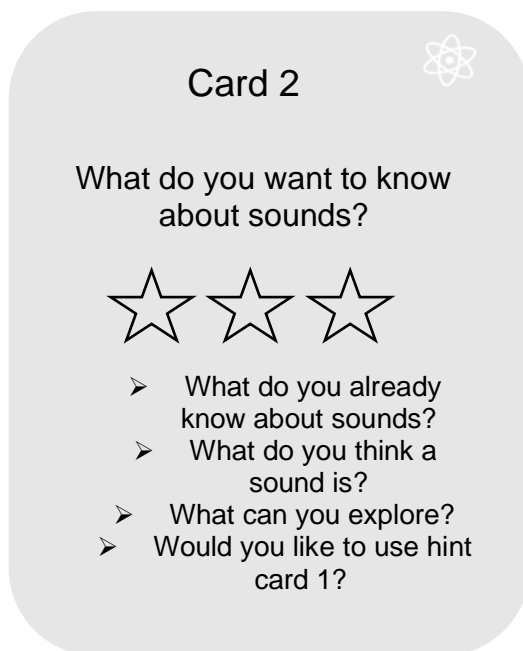 Card 2
What do you want to know
about sounds?
➢ What do you already
know about sounds?
➢ What do you think a
sound is?
➢ What can you explore?
➢ Would you like to use hint
card 1?